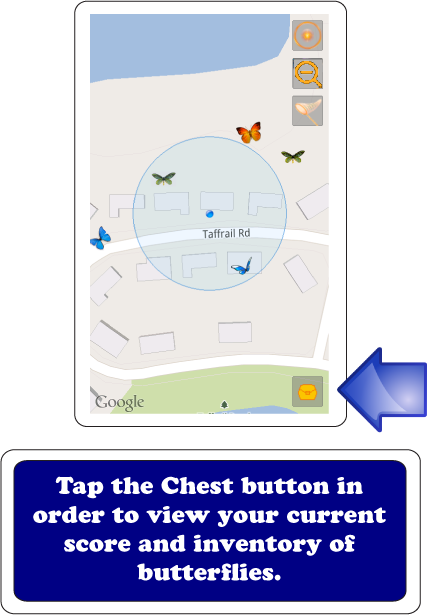 Taffrail Rd
Google
Tap the Chest button in
order to view your current
score and inventory of
butterflies.